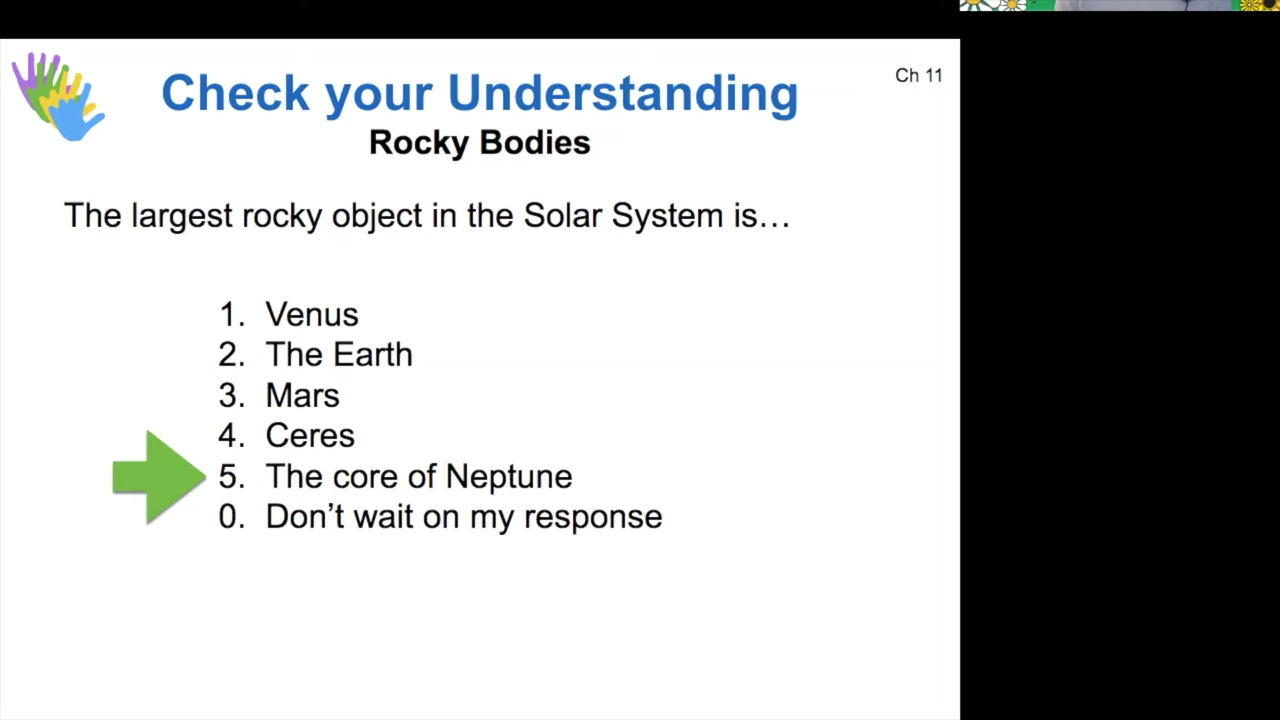 Check your Understanding
Ch 11
Rocky Bodies
The largest rocky object in the Solar System is…
1. Venus
2. The Earth
3. Mars
4. Ceres
5. The core of Neptune
0. Don’t wait on my response